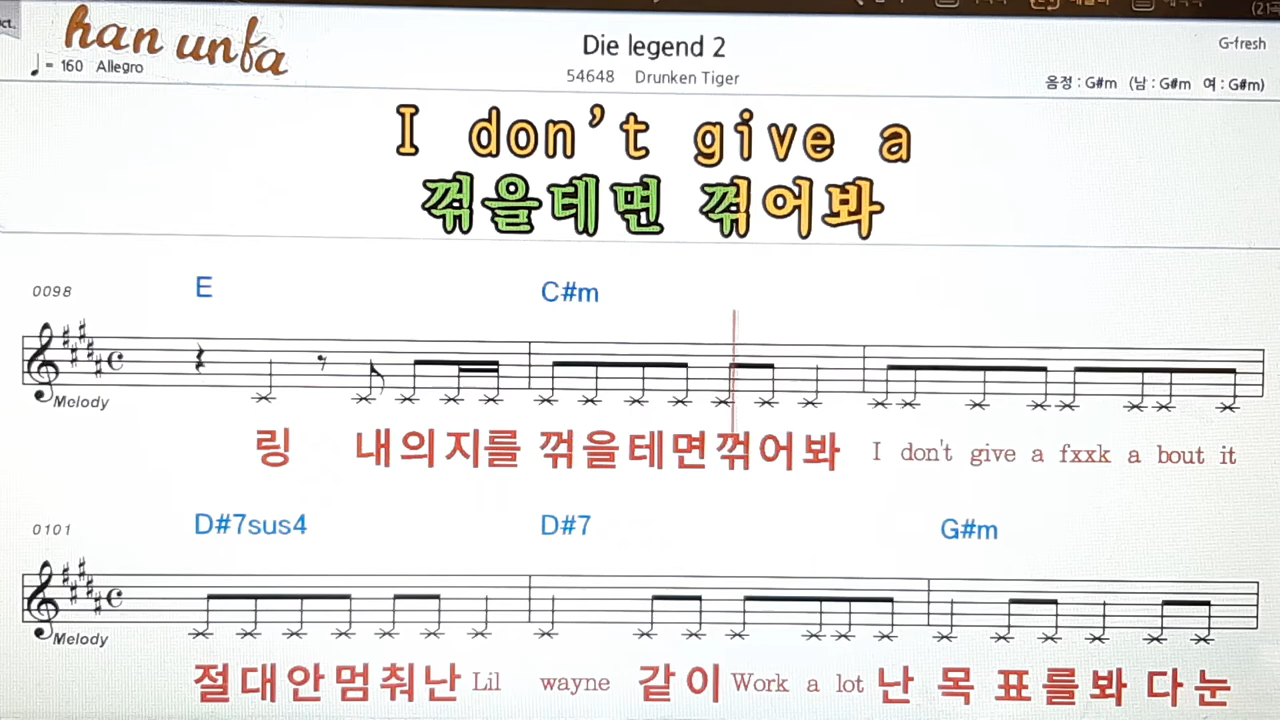 han unfa
Die legend 2
G-fresh
♩ = 160 Allegro
54648 Drunken Tiger
음정 : G#m (남 : G#m 여 : G#m)
I don't give a
꺾을테면 꺾어봐
0098
E C#m
Melody
링 내의지를 꺾을테면꺾어봐 I don't give a fxxk a bout it
0101
D#7sus4 D#7 G#m
Melody
절대안멈춰난 Lil wayne 같이 Work a lot 난 목표를봐 다눈